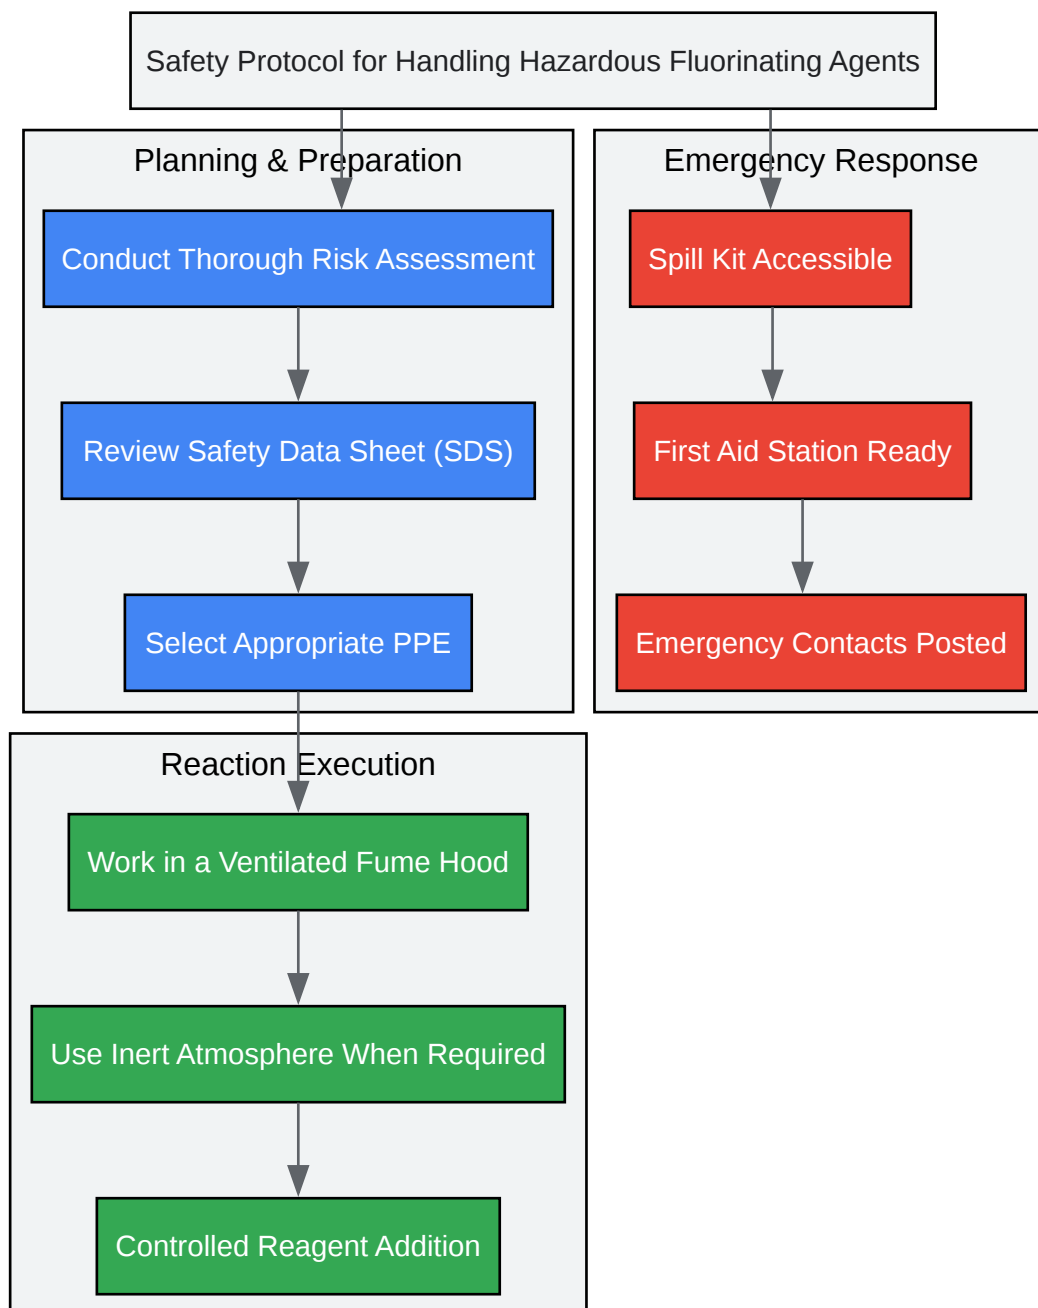 Safety Protocol for Handling Hazardous Fluorinating Agents
Planning & Preparation
Conduct Thorough Risk Assessment
Review Safety Data Sheet (SDS)
Select Appropriate PPE
Emergency Response
Spill Kit Accessible
First Aid Station Ready
Emergency Contacts Posted
Reaction Execution
Work in a Ventilated Fume Hood
Use Inert Atmosphere When Required
Controlled Reagent Addition